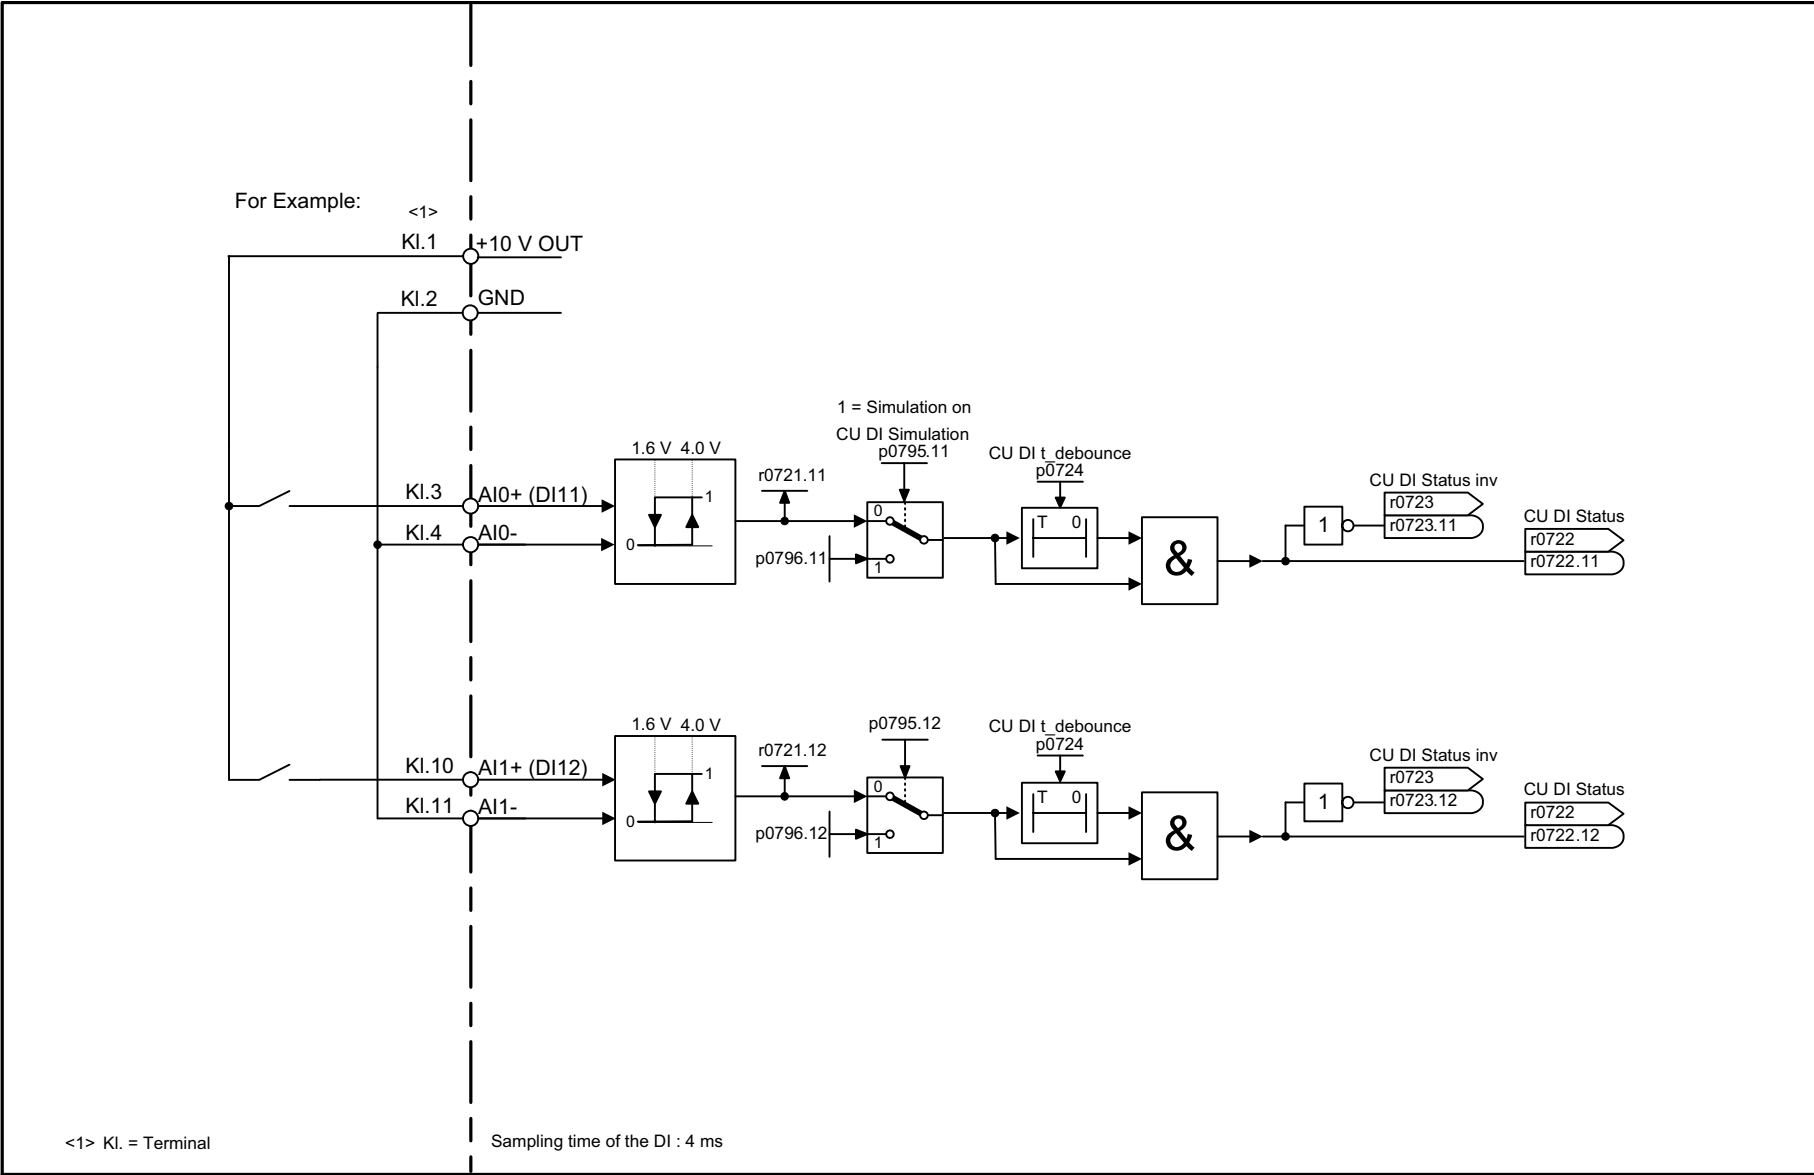 For Example:
<1>
Kl.1
+10 V OUT
Kl.2
GND
1 = Simulation on
CU DI Simulation
p0795.11
1.6 V 4.0 V
r0721.11
CU DI t_debounce
p0724
CU DI Status inv
r0723
r0723.11
CU DI Status
r0722
r0722.11
Kl.3
AI0+ (DI11)
Kl.4
AI0-
1
0
0
1
p0796.11
T 0
&
1
1.6 V 4.0 V
r0721.12
p0795.12
CU DI t_debounce
p0724
CU DI Status inv
r0723
r0723.12
CU DI Status
r0722
r0722.12
Kl.10
AI1+ (DI12)
Kl.11
AI1-
1
0
0
1
p0796.12
T 0
&
1
<1> Kl. = Terminal
Sampling time of the DI : 4 ms